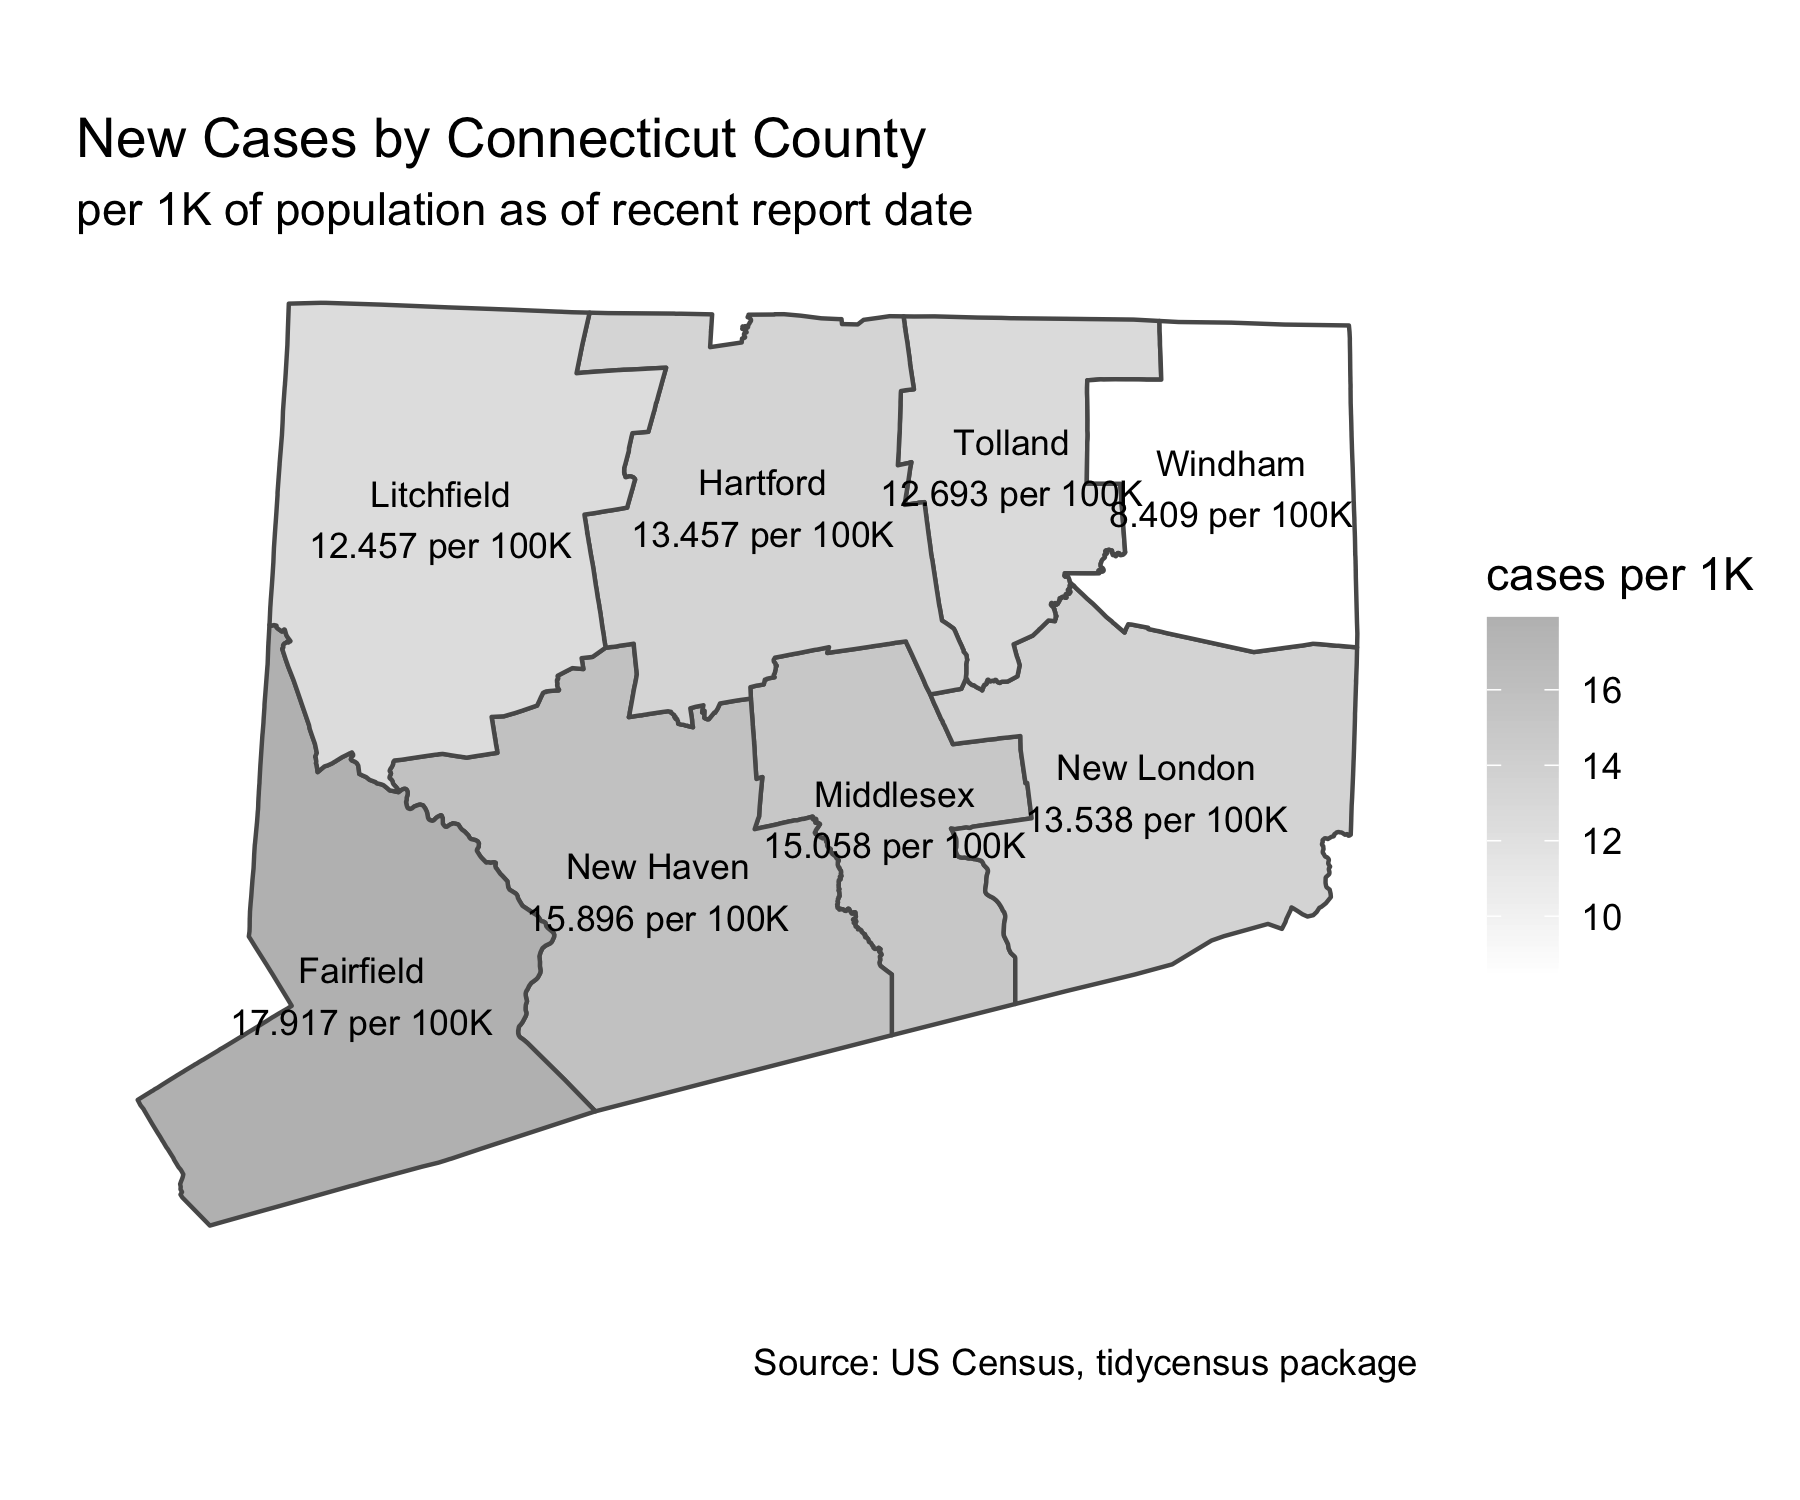 New Cases by Connecticut County
per 1K of population as of recent report date
Litchfield
12.457 per 100K
Hartford
13.457 per 100K
Tolland
12.693 per 100K
Windham
8.409 per 100K
New London
13.538 per 100K
Middlesex
15.058 per 100K
New Haven
15.896 per 100K
Fairfield
17.917 per 100K
cases per 1K
16
14
12
10
Source: US Census, tidycensus package